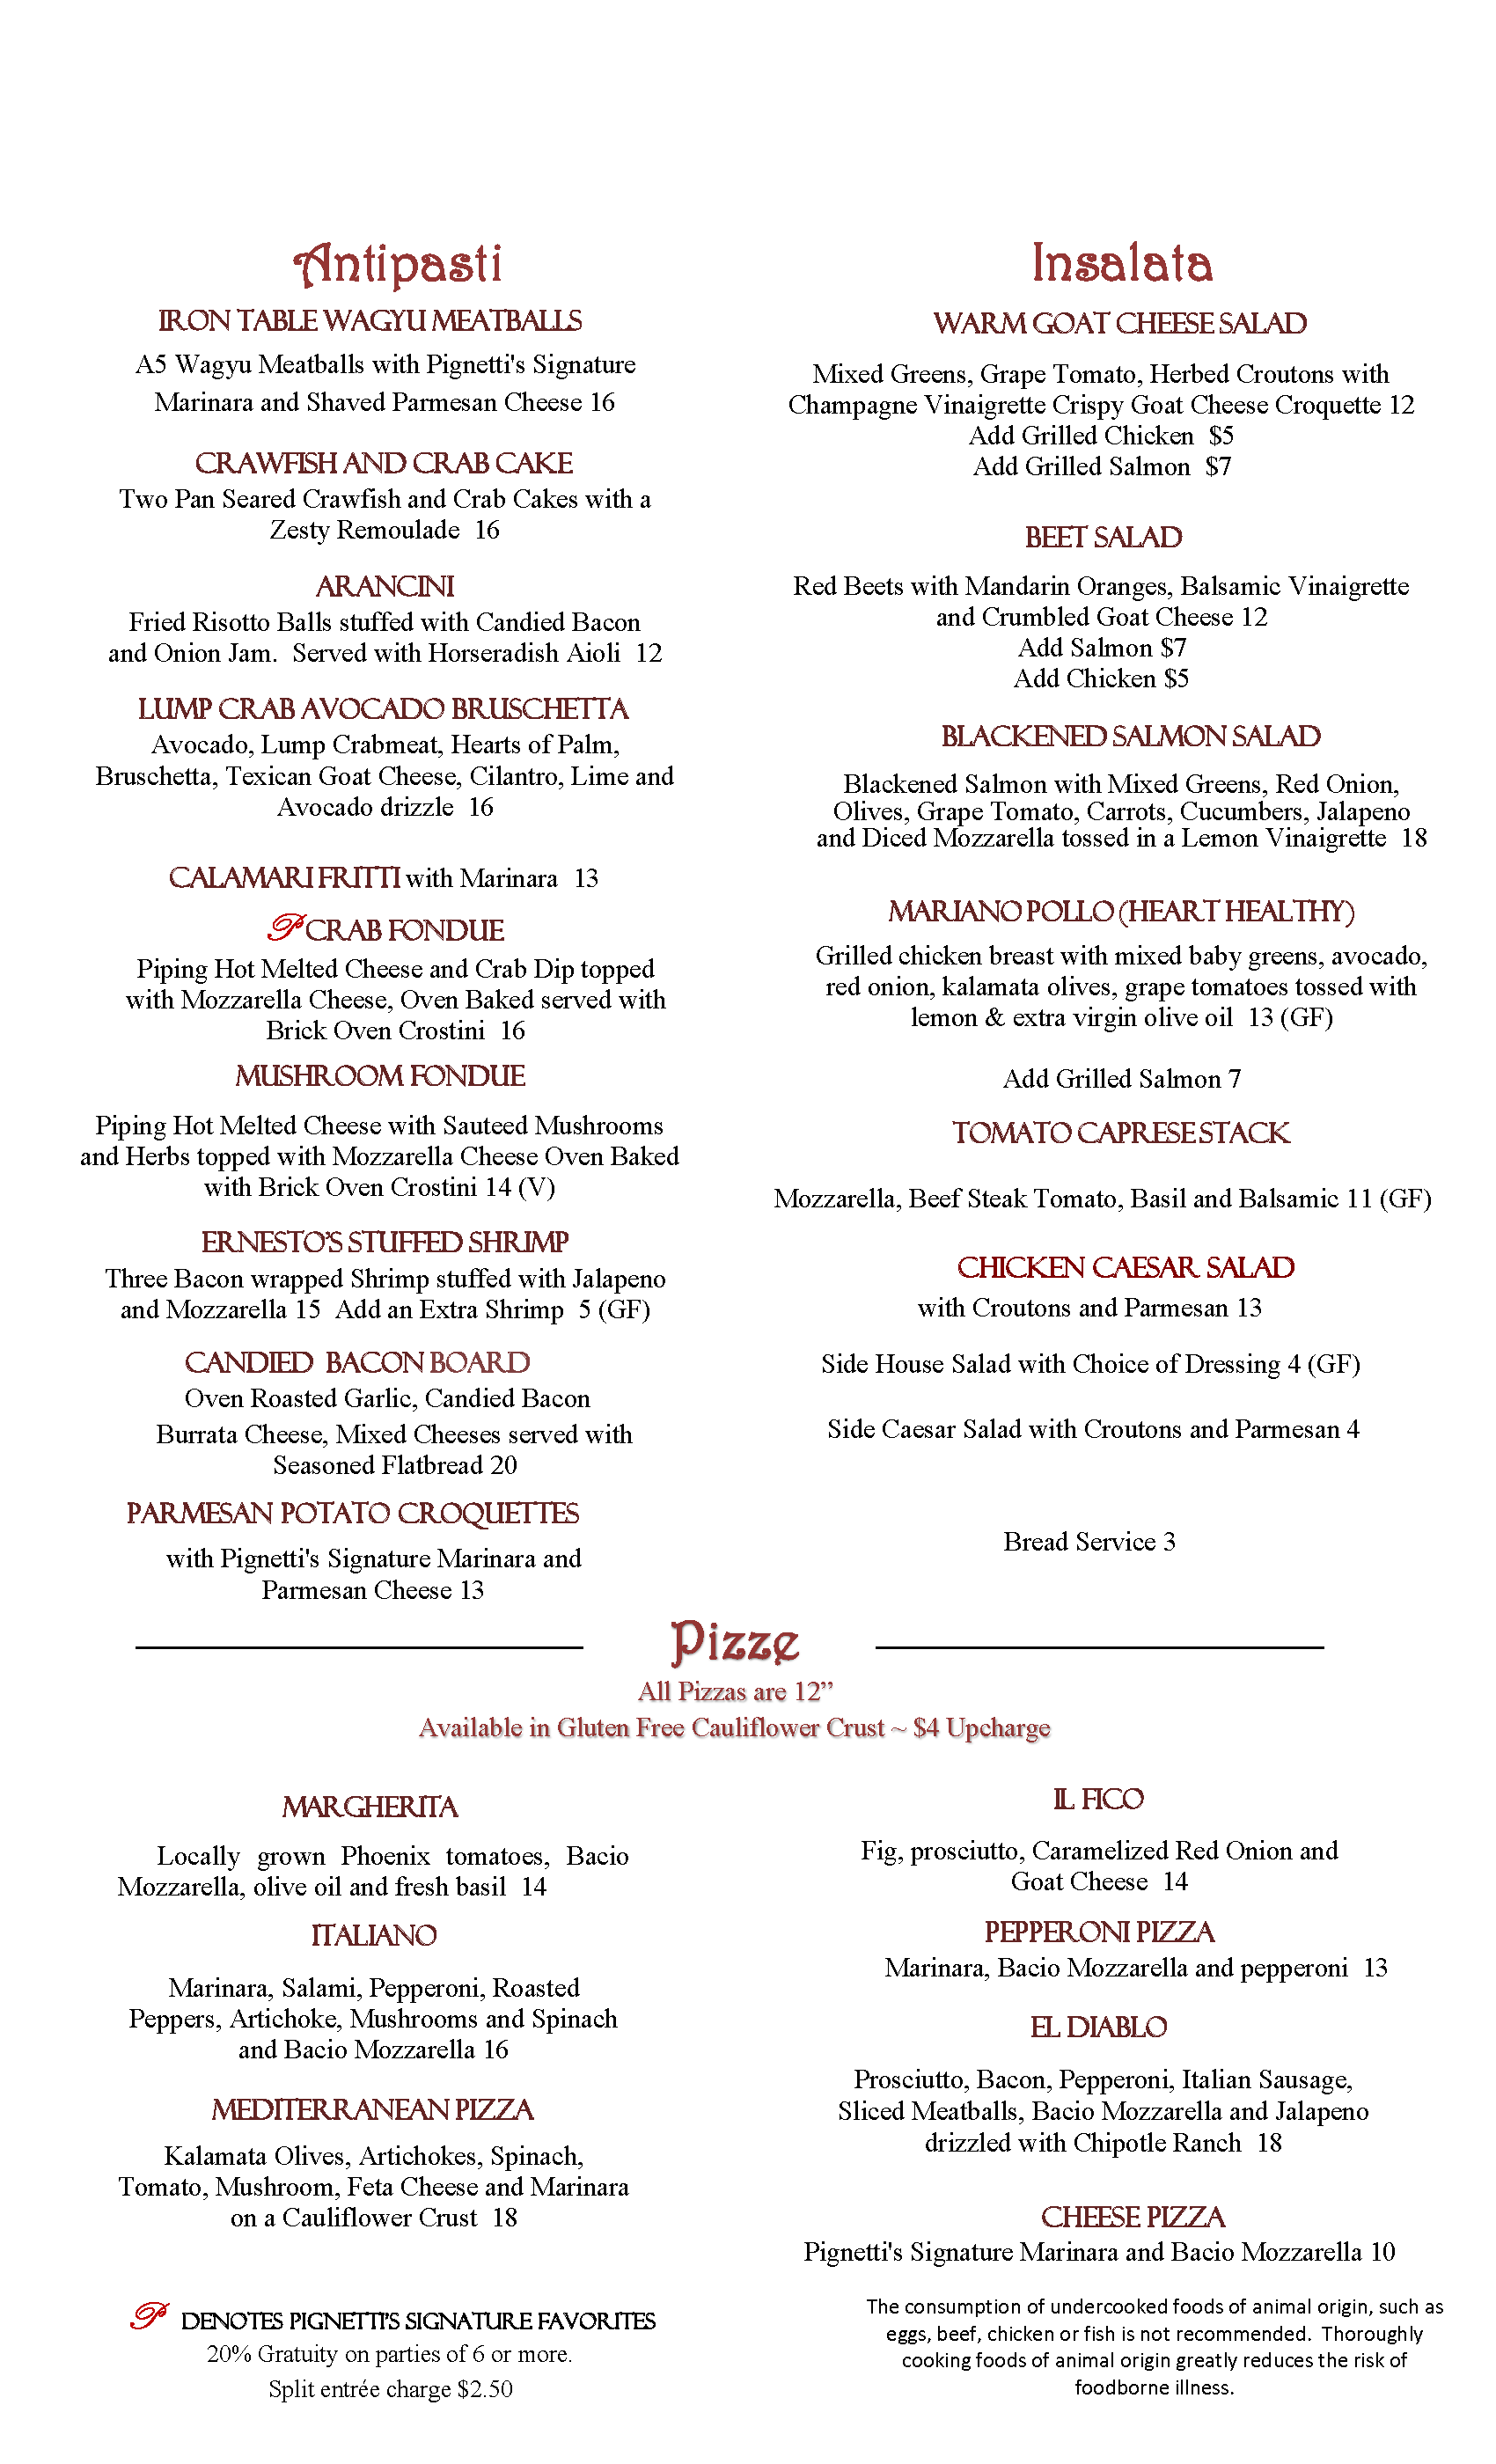 Antipasti
IRON TABLE WAGYU MEATBALLS
A5 Wagyu Meatballs with Pignetti's Signature
Marinara and Shaved Parmesan Cheese 16
CRAWFISH AND CRAB CAKE
Two Pan Seared Crawfish and Crab Cakes with a
Zesty Remoulade 16
ARANCINI
Fried Risotto Balls stuffed with Candied Bacon
and Onion Jam. Served with Horseradish Aioli 12
LUMP CRAB AVOCADO BRUSCHETTA
Avocado, Lump Crabmeat, Hearts of Palm,
Bruschetta, Texican Goat Cheese, Cilantro, Lime and
Avocado drizzle 16
CALAMARI FRITTI with Marinara 13
P CRAB FONDUE
Piping Hot Melted Cheese and Crab Dip topped
with Mozzarella Cheese, Oven Baked served with
Brick Oven Crostini 16
MUSHROOM FONDUE
Piping Hot Melted Cheese with Sauteed Mushrooms
and Herbs topped with Mozzarella Cheese Oven Baked
with Brick Oven Crostini 14 (V)
ERNESTO'S STUFFED SHRIMP
Three Bacon wrapped Shrimp stuffed with Jalapeno
and Mozzarella 15 Add an Extra Shrimp 5 (GF)
CANDIED BACON BOARD
Oven Roasted Garlic, Candied Bacon
Burrata Cheese, Mixed Cheeses served with
Seasoned Flatbread 20
PARMESAN POTATO CROQUETTES
with Pignetti's Signature Marinara and
Parmesan Cheese 13
Insalata
WARM GOAT CHEESE SALAD
Mixed Greens, Grape Tomato, Herbed Croutons with
Champagne Vinaigrette Crispy Goat Cheese Croquette 12
Add Grilled Chicken $5
Add Grilled Salmon $7
BEET SALAD
Red Beets with Mandarin Oranges, Balsamic Vinaigrette
and Crumbled Goat Cheese 12
Add Salmon $7
Add Chicken $5
BLACKENED SALMON SALAD
Blackened Salmon with Mixed Greens, Red Onion,
Olives, Grape Tomato, Carrots, Cucumbers, Jalapeno
and Diced Mozzarella tossed in a Lemon Vinaigrette 18
MARIANO POLLO (HEART HEALTHY)
Grilled chicken breast with mixed baby greens, avocado,
red onion, kalamata olives, grape tomatoes tossed with
lemon & extra virgin olive oil 13 (GF)
Add Grilled Salmon 7
TOMATO CAPRESE STACK
Mozzarella, Beef Steak Tomato, Basil and Balsamic 11 (GF)
CHICKEN CAESAR SALAD
with Croutons and Parmesan 13
Side House Salad with Choice of Dressing 4 (GF)
Side Caesar Salad with Croutons and Parmesan 4
Bread Service 3
Pizze
All Pizzas are 12”
Available in Gluten Free Cauliflower Crust ~ $4 Upcharge
MARGHERITA
Locally grown Phoenix tomatoes, Bacio
Mozzarella, olive oil and fresh basil 14
ITALIANO
Marinara, Salami, Pepperoni, Roasted
Peppers, Artichoke, Mushrooms and Spinach
and Bacio Mozzarella 16
MEDITERRANEAN PIZZA
Kalamata Olives, Artichokes, Spinach,
Tomato, Mushroom, Feta Cheese and Marinara
on a Cauliflower Crust 18
IL FICO
Fig, prosciutto, Caramelized Red Onion and
Goat Cheese 14
PEPPERONI PIZZA
Marinara, Bacio Mozzarella and pepperoni 13
EL DIABLO
Prosciutto, Bacon, Pepperoni, Italian Sausage,
Sliced Meatballs, Bacio Mozzarella and Jalapeno
drizzled with Chipotle Ranch 18
CHEESE PIZZA
Pignetti's Signature Marinara and Bacio Mozzarella 10
P DENOTES PIGNETTI'S SIGNATURE FAVORITES
20% Gratuity on parties of 6 or more.
Split entrée charge $2.50
The consumption of undercooked foods of animal origin, such as
eggs, beef, chicken or fish is not recommended. Thoroughly
cooking foods of animal origin greatly reduces the risk of
foodborne illness.